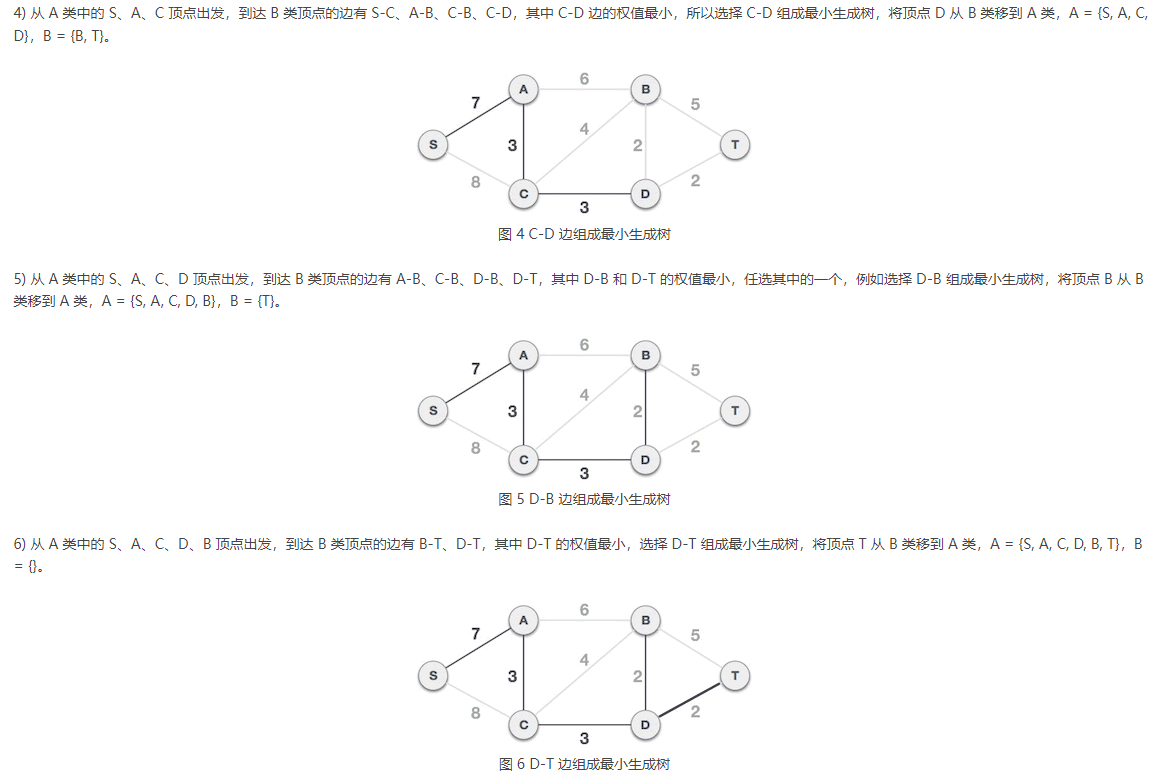 4) 从 A 类中的 S、A、C 顶点出发，到达 B 类顶点的边有 S-C、A-B、C-B、C-D，其中 C-D 边的权值最小，所以选择 C-D 组成最小生成树，将顶点 D 从 B 类移到 A 类，A = {S, A, C,
D}，B = {B, T}。
A 6 B
7 5
4
S 3 2 T
8 2
C D
3
图 4 C-D 边组成最小生成树
5) 从 A 类中的 S、A、C、D 顶点出发，到达 B 类顶点的边有 A-B、C-B、D-B、D-T，其中 D-B 和 D-T 的权值最小，任选其中的一个，例如选择 D-B 组成最小生成树，将顶点 B 从 B
类移到 A 类，A = {S, A, C, D, B}，B = {T}。
A 6 B
7 5
4
S 3 2 T
8 2
C D
3
图 5 D-B 边组成最小生成树
6) 从 A 类中的 S、A、C、D、B 顶点出发，到达 B 类顶点的边有 B-T、D-T，其中 D-T 的权值最小，选择 D-T 组成最小生成树，将顶点 T 从 B 类移到 A 类，A = {S, A, C, D, B, T}，B
= {}。
A 6 B
7 5
4
S 3 2 T
8 2
C D
3
图 6 D-T 边组成最小生成树